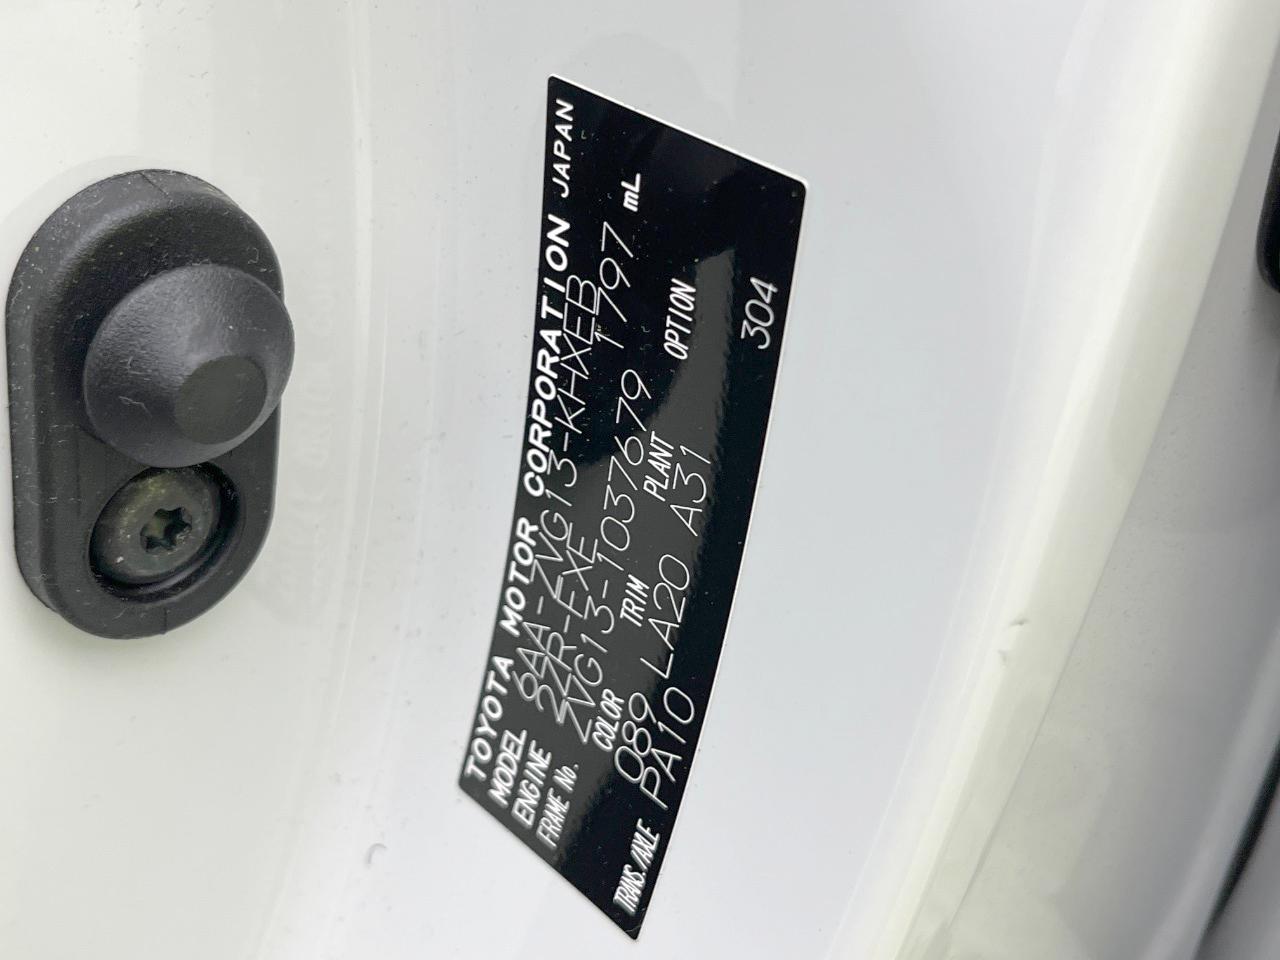 TOYOTA MOTOR CORPORATION JAPAN
MODEL 6AA-ZVG13-KHXEB
ENGINE 2ZR-FXE 1797 mL
FRAME No. ZVG13-1037679
COLOR TRIM PLANT OPTION
089 LA20 A31
TRANS./AXLE PA10 304